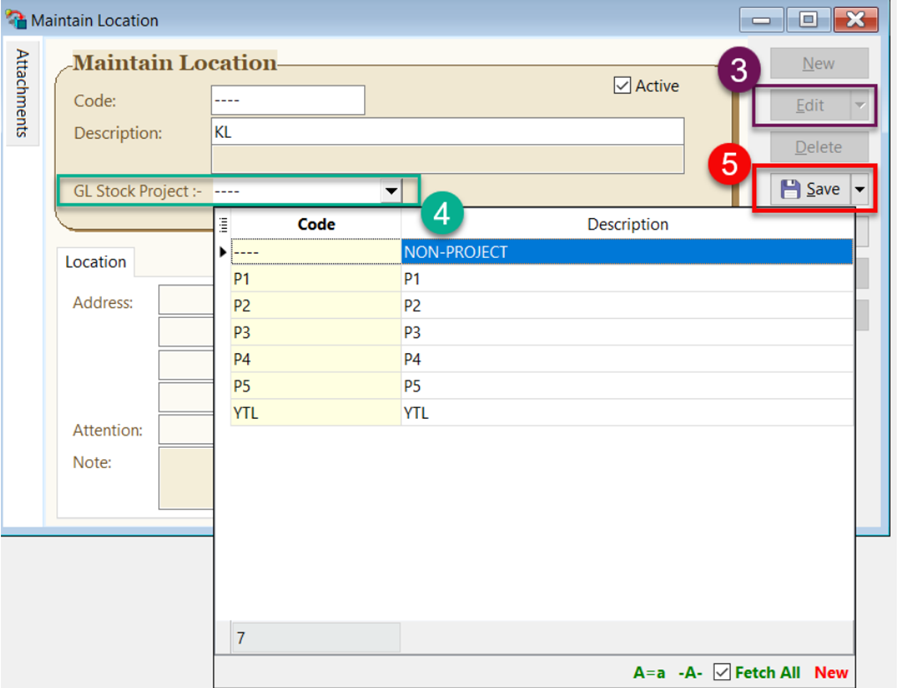 Maintain Location
Attachments
Maintain Location
Code: ----
Active
Description: KL
GL Stock Project :- ----
3
New
Edit
Delete
5
Save
4
Code Description
---- NON-PROJECT
P1 P1
P2 P2
P3 P3
P4 P4
P5 P5
YTL YTL
7
A=a -A- Fetch All New
Location
Address:
Attention:
Note: